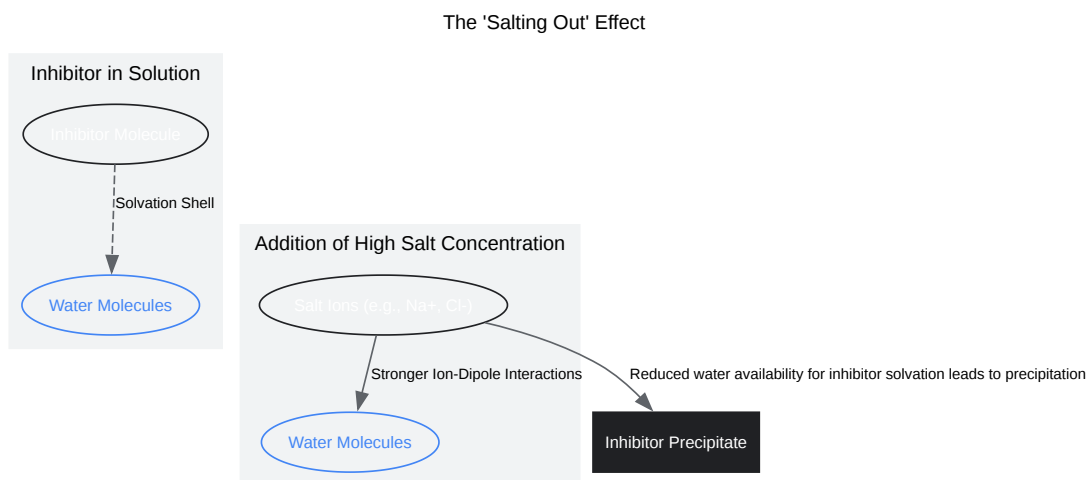 The 'Salting Out' Effect
Inhibitor in Solution
Inhibitor Molecule
Solvation Shell
Water Molecules
Addition of High Salt Concentration
Salt Ions (e.g., Na+, Cl-)
Stronger Ion-Dipole Interactions
Reduced water availability for inhibitor solvation leads to precipitation
Water Molecules
Inhibitor Precipitate